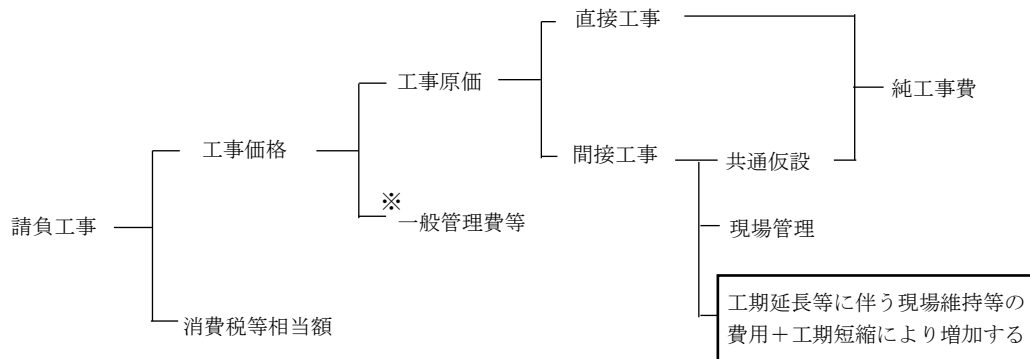 直接工事
工事原価
純工事費
工事価格
間接工事
共通仮設
※
一般管理費等
請負工事
現場管理
工期延長等に伴う現場維持等の
費用＋工期短縮により増加する
消費税等相当額